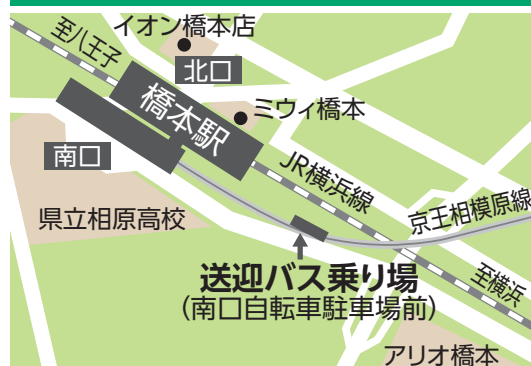 イオン橋本店
至八王子
北口
橋本駅
ミウィ橋本
南口
JR横浜線
京王相模原線
県立相原高校
送迎バス乗り場
(南口自転車駐車場前)
至横浜
アリオ橋本